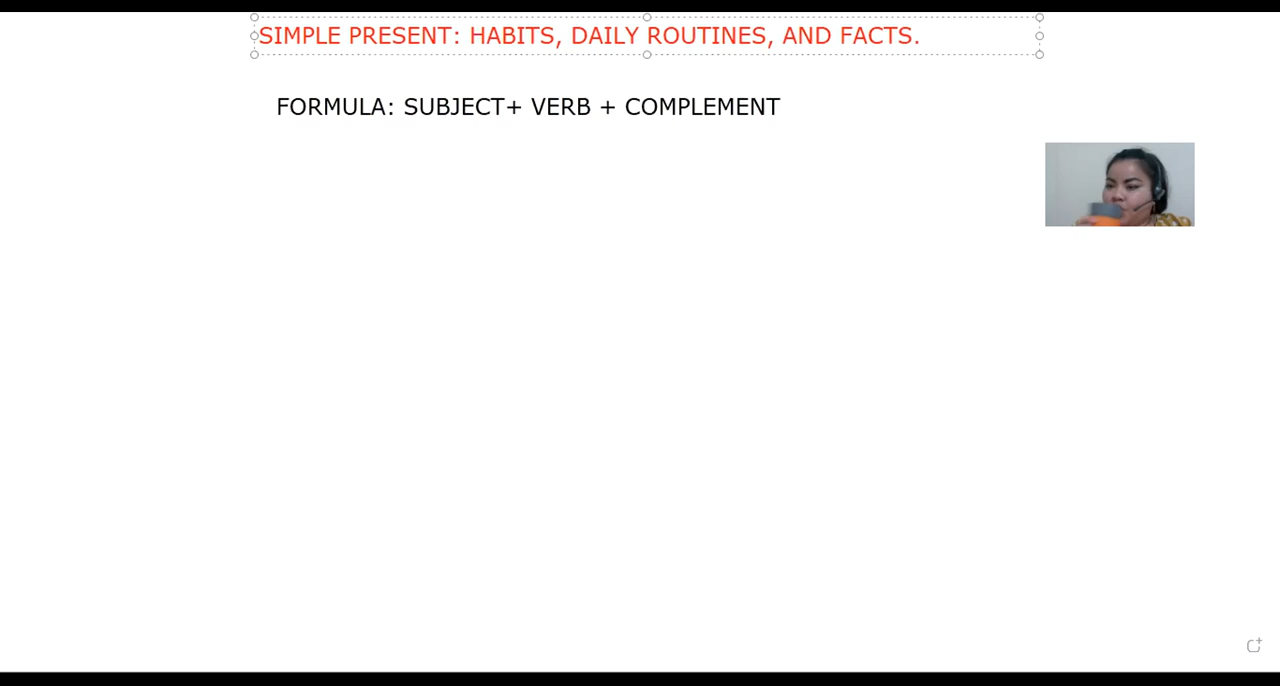 SIMPLE PRESENT: HABITS, DAILY ROUTINES, AND FACTS.
FORMULA: SUBJECT+ VERB + COMPLEMENT